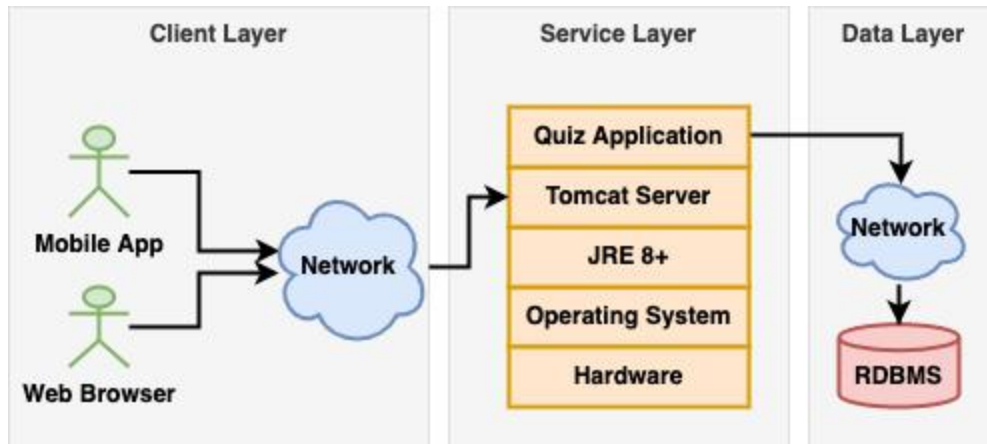 Client Layer
Service Layer
Data Layer
Mobile App
Web Browser
Network
Quiz Application
Tomcat Server
JRE 8+
Operating System
Hardware
Network
RDBMS